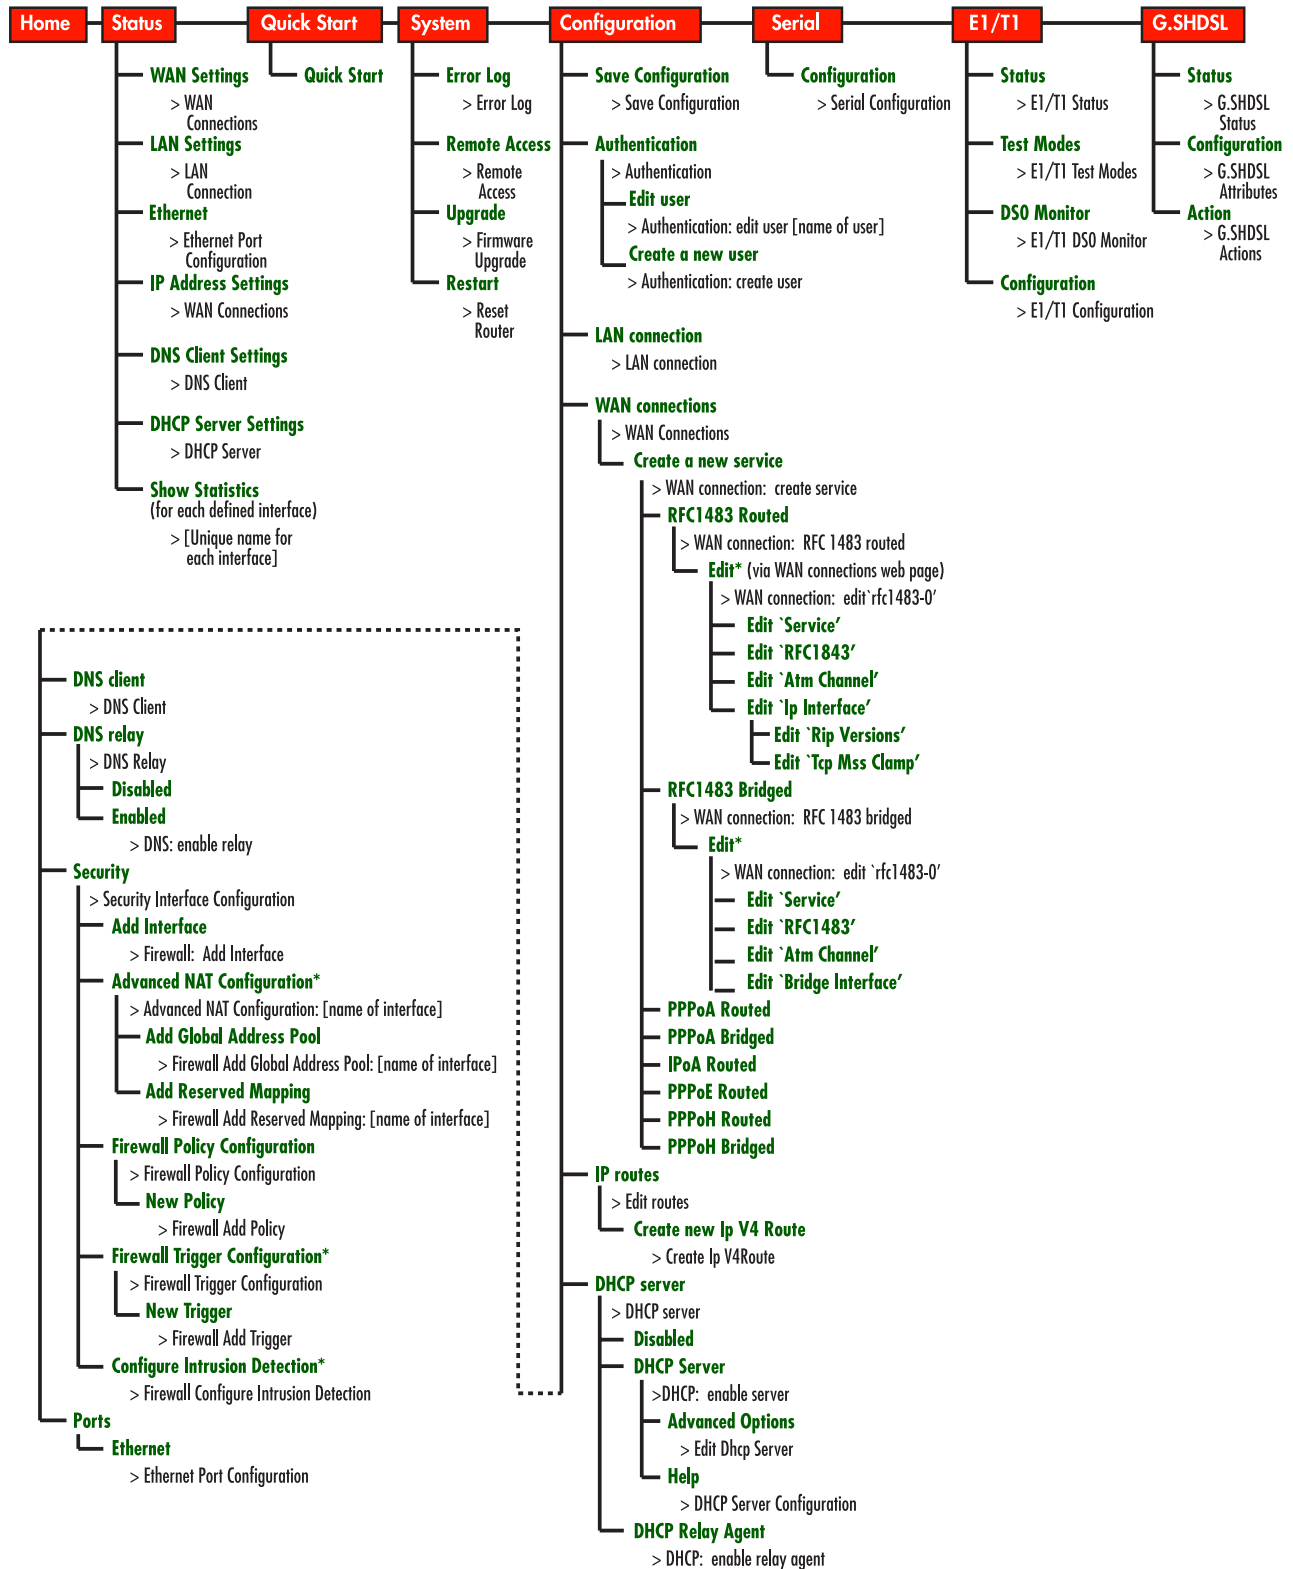 Home
Status
Quick Start
System
Configuration
Serial
E1/T1
G.SHDSL
WAN Settings
> WAN
Connections
LAN Settings
> LAN
Connection
Ethernet
> Ethernet Port
Configuration
IP Address Settings
> WAN Connections
DNS Client Settings
> DNS Client
DHCP Server Settings
> DHCP Server
Show Statistics
(for each defined interface)
> [Unique name for
each interface]
Quick Start
Error Log
> Error Log
Remote Access
> Remote
Access
Upgrade
> Firmware
Upgrade
Restart
> Reset
Router
Save Configuration
> Save Configuration
Authentication
> Authentication
Edit user
> Authentication: edit user [name of user]
Create a new user
> Authentication: create user
LAN connection
> LAN connection
WAN connections
> WAN Connections
Create a new service
> WAN connection: create service
RFC1483 Routed
> WAN connection: RFC 1483 routed
Edit* (via WAN connections web page)
> WAN connection: edit`rfc1483-0'
Edit `Service'
Edit `RFC1843'
Edit `Atm Channel'
Edit `Ip Interface'
Edit `Rip Versions'
Edit `Tcp Mss Clamp'
RFC1483 Bridged
> WAN connection: RFC 1483 bridged
Edit*
> WAN connection: edit `rfc1483-0'
Edit `Service'
Edit `RFC1483'
Edit `Atm Channel'
Edit `Bridge Interface'
PPPoA Routed
PPPoA Bridged
IPoA Routed
PPPoE Routed
PPPoH Routed
PPPoH Bridged
IP routes
> Edit routes
Create new Ip V4 Route
> Create Ip V4Route
DHCP server
> DHCP server
Disabled
DHCP Server
>DHCP: enable server
Advanced Options
> Edit Dhcp Server
Help
> DHCP Server Configuration
DHCP Relay Agent
> DHCP: enable relay agent
Configuration
> Serial Configuration
Status
> E1/T1 Status
Test Modes
> E1/T1 Test Modes
DS0 Monitor
> E1/T1 DS0 Monitor
Configuration
> E1/T1 Configuration
Status
> G.SHDSL
Status
Configuration
> G.SHDSL
Attributes
Action
> G.SHDSL
Actions
DNS client
> DNS Client
DNS relay
> DNS Relay
Disabled
Enabled
> DNS: enable relay
Security
> Security Interface Configuration
Add Interface
> Firewall: Add Interface
Advanced NAT Configuration*
> Advanced NAT Configuration: [name of interface]
Add Global Address Pool
> Firewall Add Global Address Pool: [name of interface]
Add Reserved Mapping
> Firewall Add Reserved Mapping: [name of interface]
Firewall Policy Configuration
> Firewall Policy Configuration
New Policy
> Firewall Add Policy
Firewall Trigger Configuration*
> Firewall Trigger Configuration
New Trigger
> Firewall Add Trigger
Configure Intrusion Detection*
> Firewall Configure Intrusion Detection
Ports
Ethernet
> Ethernet Port Configuration